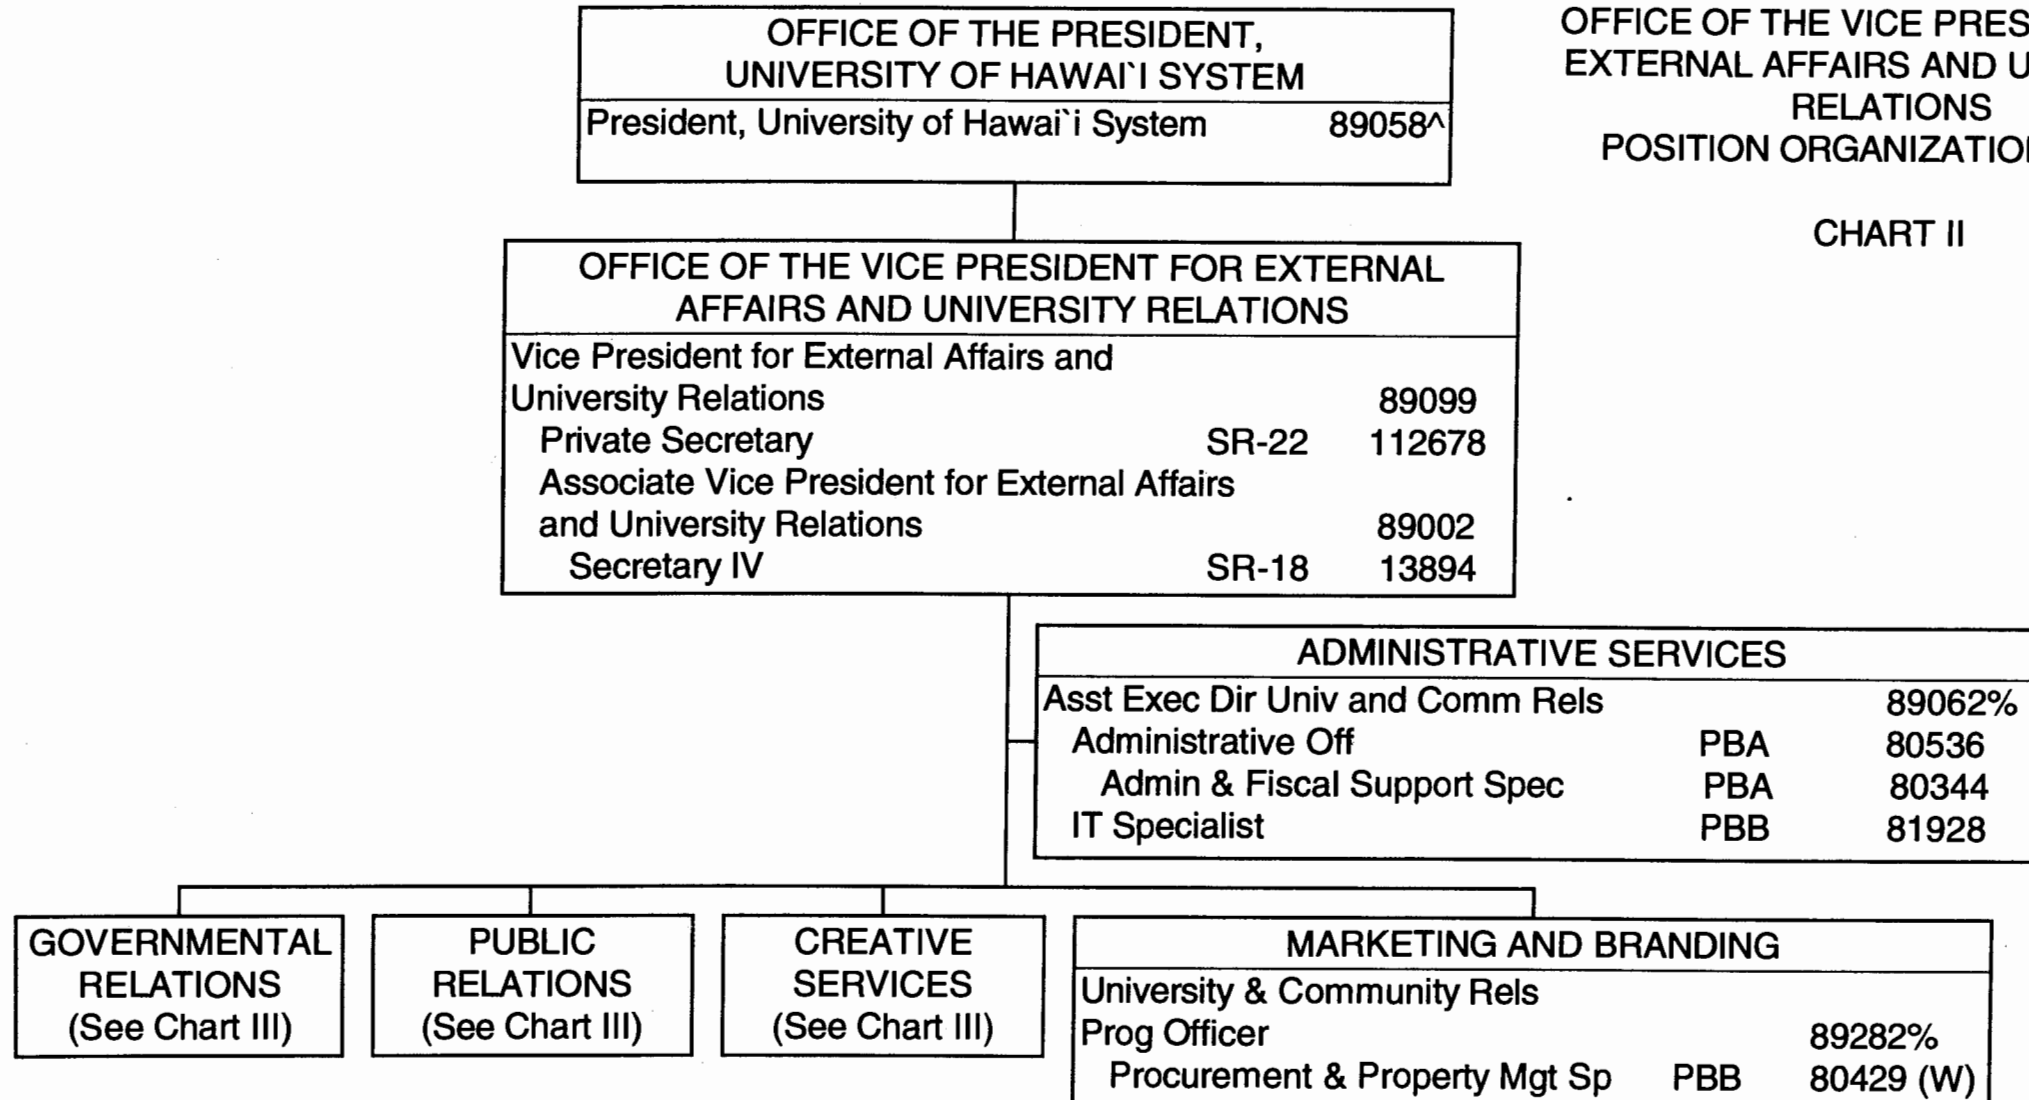 OFFICE OF THE PRESIDENT,
UNIVERSITY OF HAWAI`I SYSTEM
President, University of Hawai`i System 89058^
OFFICE OF THE VICE PRES
EXTERNAL AFFAIRS AND U
RELATIONS
POSITION ORGANIZATIO
CHART II
OFFICE OF THE VICE PRESIDENT FOR EXTERNAL
AFFAIRS AND UNIVERSITY RELATIONS
Vice President for External Affairs and
University Relations 89099
Private Secretary SR-22 112678
Associate Vice President for External Affairs
and University Relations 89002
Secretary IV SR-18 13894
ADMINISTRATIVE SERVICES
Asst Exec Dir Univ and Comm Rels 89062%
Administrative Off PBA 80536
Admin & Fiscal Support Spec PBA 80344
IT Specialist PBB 81928
GOVERNMENTAL
RELATIONS
(See Chart III)
PUBLIC
RELATIONS
(See Chart III)
CREATIVE
SERVICES
(See Chart III)
MARKETING AND BRANDING
University & Community Rels
Prog Officer 89282%
Procurement & Property Mgt Sp PBB 80429 (W)